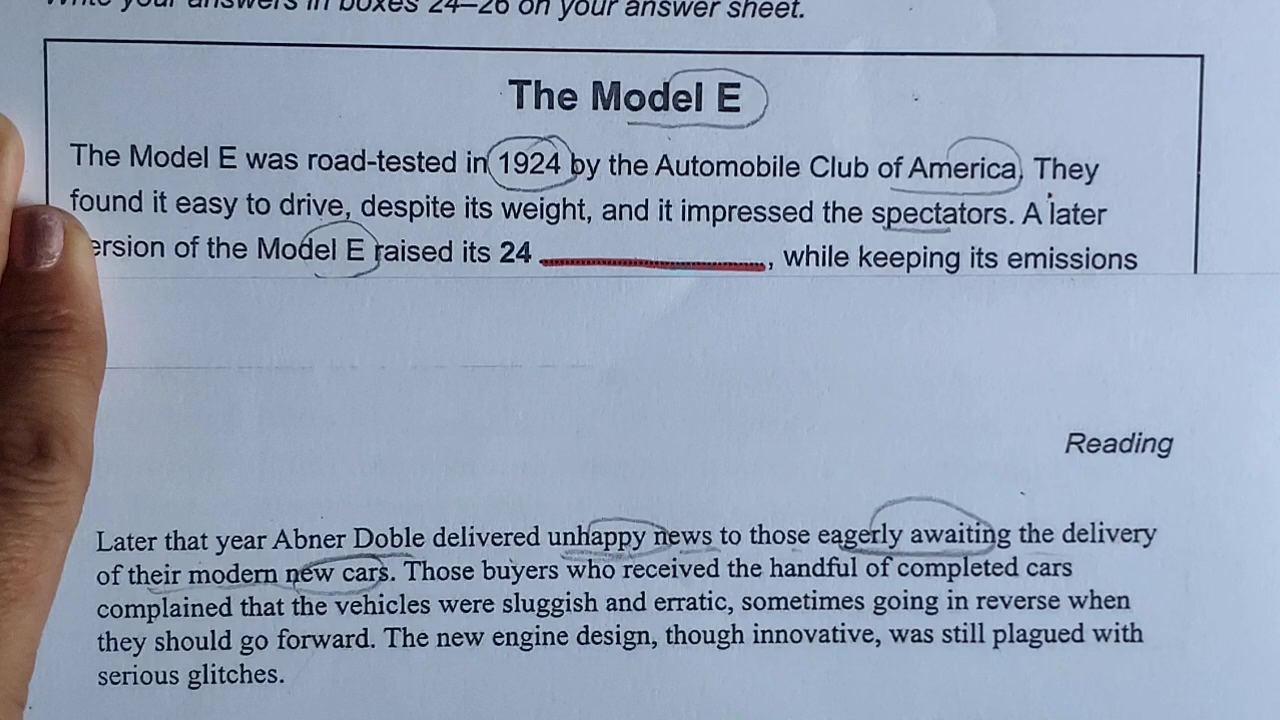 Write your answers in boxes 24–26 on your answer sheet.
The Model E
The Model E was road-tested in 1924 by the Automobile Club of America. They
found it easy to drive, despite its weight, and it impressed the spectators. A later
ersion of the Model E raised its 24 ........................, while keeping its emissions
Reading
Later that year Abner Doble delivered unhappy news to those eagerly awaiting the delivery
of their modern new cars. Those buyers who received the handful of completed cars
complained that the vehicles were sluggish and erratic, sometimes going in reverse when
they should go forward. The new engine design, though innovative, was still plagued with
serious glitches.